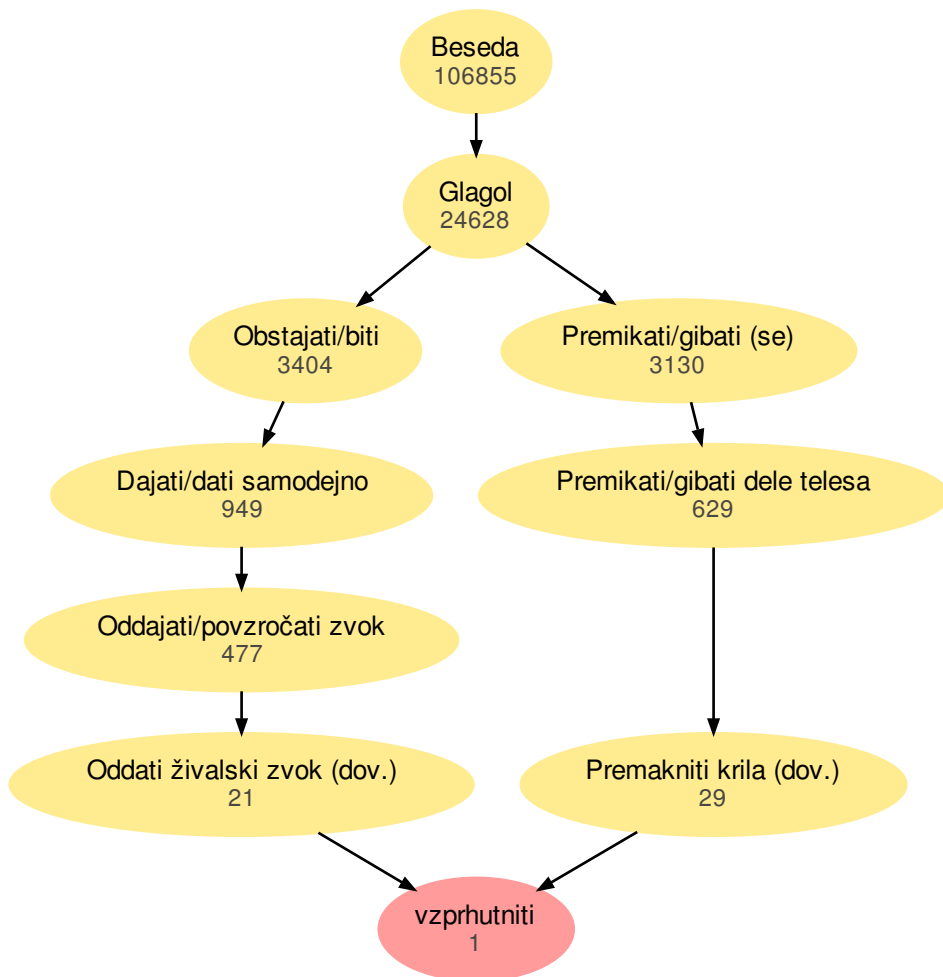 Beseda
106855
Glagol
24628
Obstajati/biti
3404
Premikati/gibati (se)
3130
Dajati/dati samodejno
949
Premikati/gibati dele telesa
629
Oddajati/povzročati zvok
477
Oddati živalski zvok (dov.)
21
Premakniti krila (dov.)
29
vzprhutniti
1